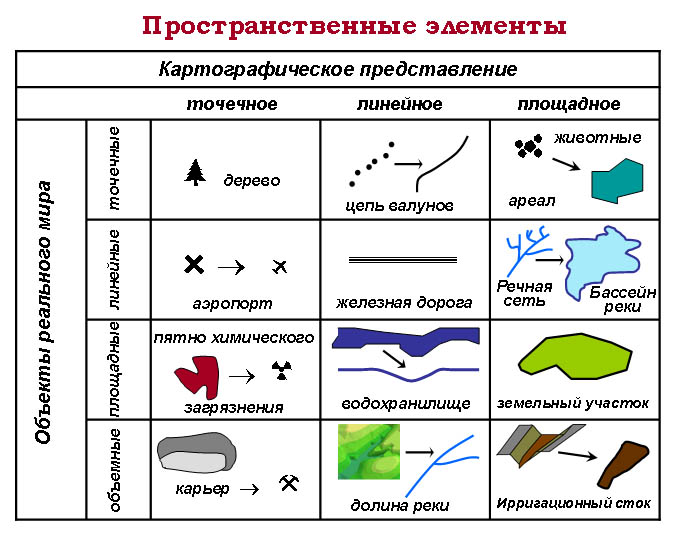 Пространственные элементы
Картографическое представление
точечное линейное площадное
Объекты реального мира
точечные
дерево
цепь валунов
животные
ареал
линейные
аэропорт
железная дорога
Речная
сеть
Бассейн
реки
площадные
пятно химического
загрязнения
водохранилище
земельный участок
объемные
карьер
долина реки
Ирригационный сток